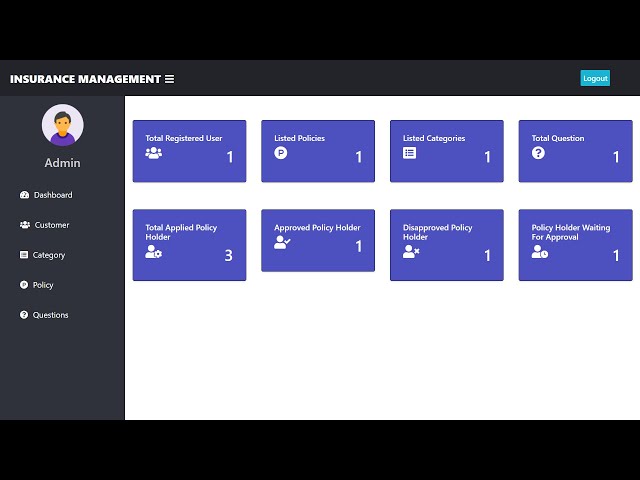 INSURANCE MANAGEMENT
Logout
Admin
Dashboard
Customer
Category
Policy
Questions
Total Registered User
1
Listed Policies
P
1
Listed Categories
1
Total Question
?
1
Total Applied Policy
Holder
3
Approved Policy Holder
1
Disapproved Policy
Holder
1
Policy Holder Waiting
For Approval
1